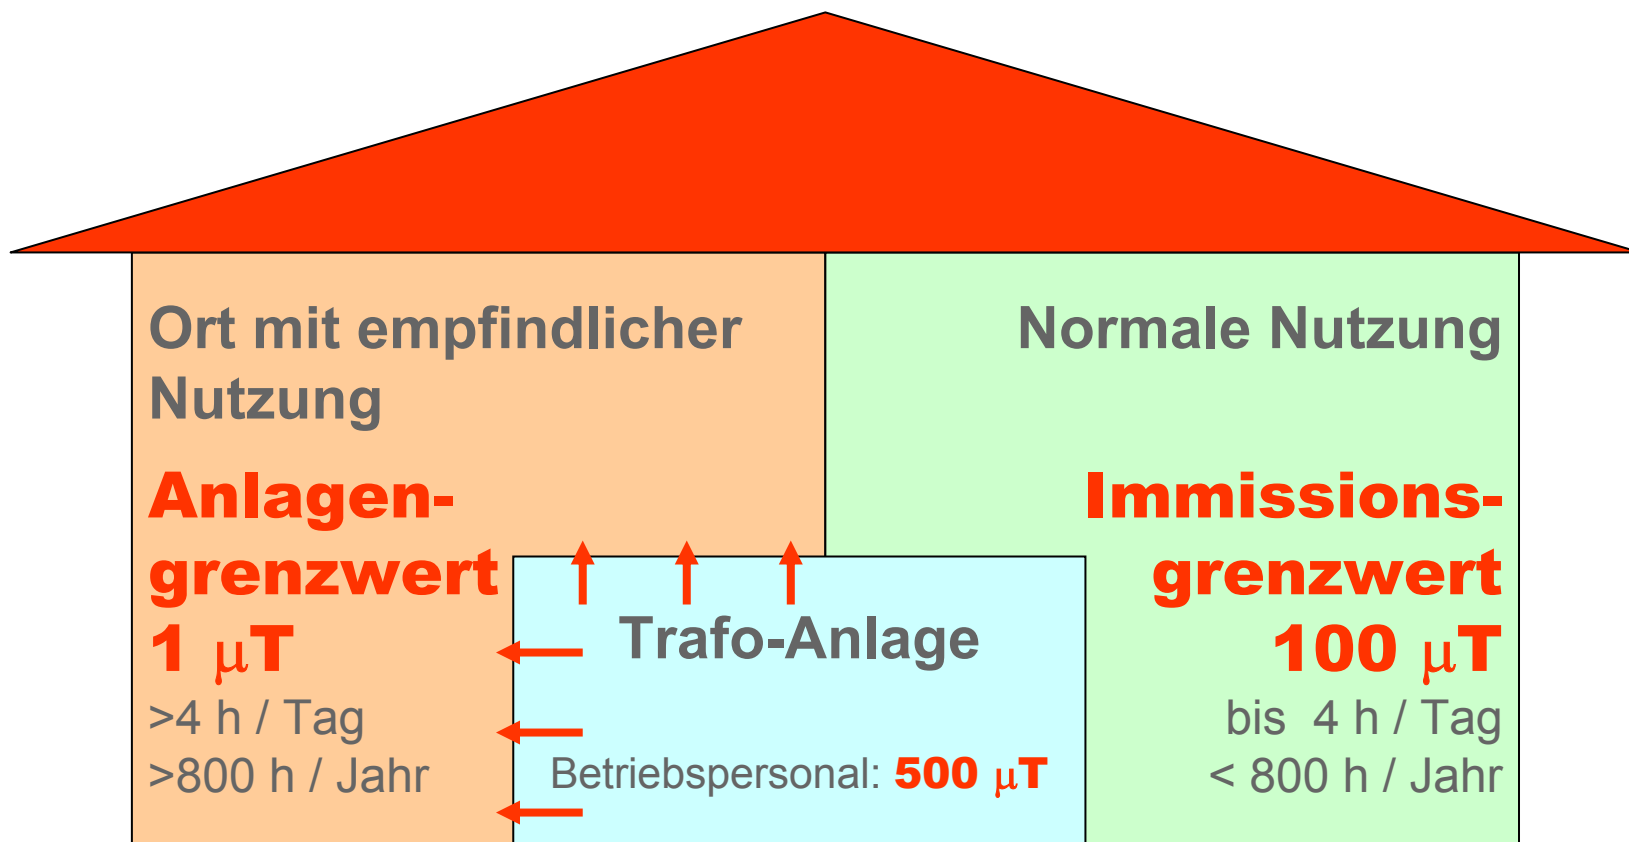 Ort mit empfindlicher
Nutzung
Anlagen-
grenzwert
1 µT
>4 h / Tag
>800 h / Jahr
Normale Nutzung
Immissions-
grenzwert
100 µT
bis 4 h / Tag
< 800 h / Jahr
Trafo-Anlage
Betriebspersonal: 500 µT